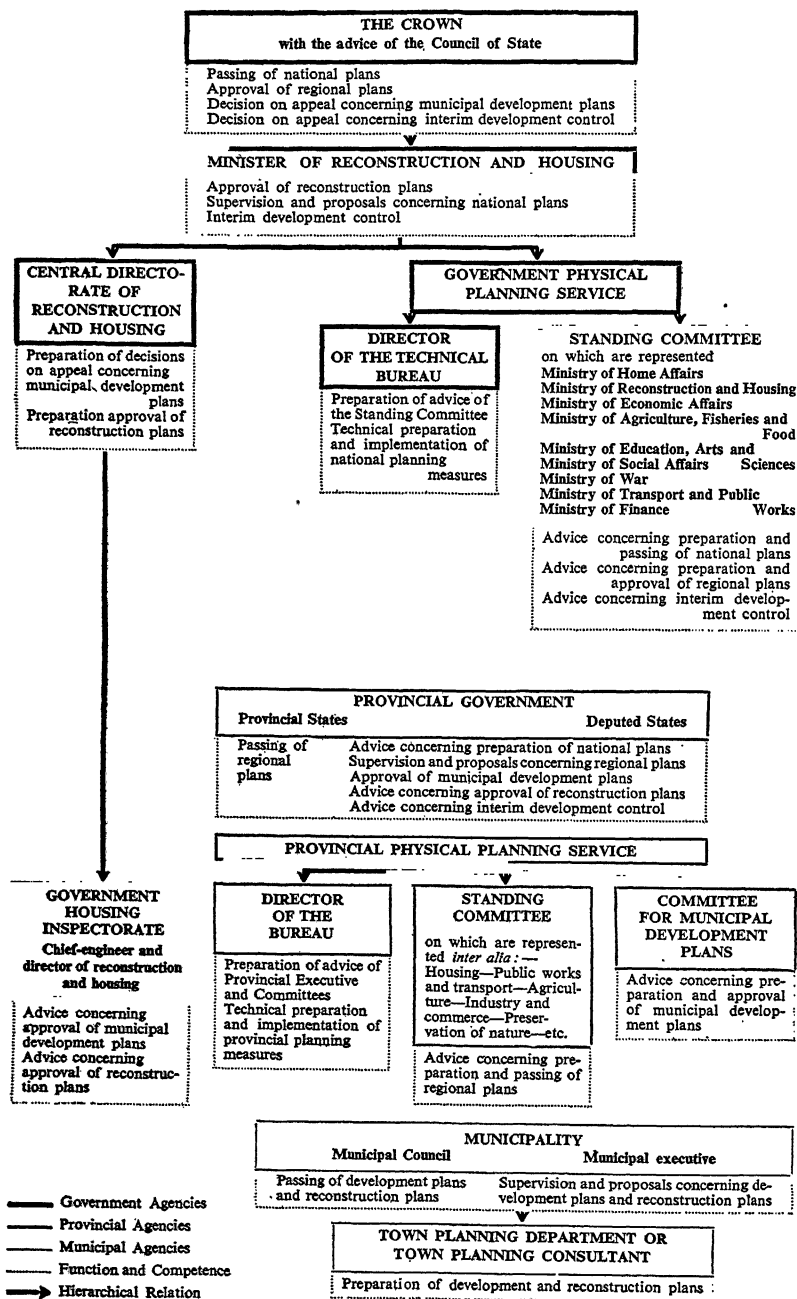 THE CROWN
with the advice of the Council of State
Passing of national plans
Approval of regional plans
Decision on appeal concerning municipal development plans
Decision on appeal concerning interim development control
MINISTER OF RECONSTRUCTION AND HOUSING
Approval of reconstruction plans
Supervision and proposals concerning national plans
Interim development control
CENTRAL DIRECTO-
RATE OF
RECONSTRUCTION
AND HOUSING
Preparation of decisions
on appeal concerning
municipal development
plans
Preparation approval of
reconstruction plans
GOVERNMENT PHYSICAL
PLANNING SERVICE
DIRECTOR
OF THE TECHNICAL
BUREAU
Preparation of advice of
the Standing Committee
Technical preparation
and implementation of
national planning
measures
STANDING COMMITTEE
on which are represented
Ministry of Home Affairs
Ministry of Reconstruction and Housing
Ministry of Economic Affairs
Ministry of Agriculture, Fisheries and
Food
Ministry of Education, Arts and
Ministry of Social Affairs Sciences
Ministry of War
Ministry of Transport and Public
Ministry of Finance Works
Advice concerning preparation and
passing of national plans
Advice concerning preparation and
approval of regional plans
Advice concerning interim develop-
ment control
PROVINCIAL GOVERNMENT
Provincial States Deputed States
Passing of
regional
plans
Advice concerning preparation of national plans
Supervision and proposals concerning regional plans
Approval of municipal development plans
Advice concerning approval of reconstruction plans
Advice concerning interim development control
PROVINCIAL PHYSICAL PLANNING SERVICE
GOVERNMENT
HOUSING
INSPECTORATE
Chief-engineer and
director of reconstruction
and housing
Advice concerning
approval of municipal
development plans
Advice concerning
approval of reconstruc-
tion plans
DIRECTOR
OF THE
BUREAU
Preparation of advice of
Provincial Executive
and Committees
Technical preparation
and implementation of
provincial planning
measures
STANDING
COMMITTEE
on which are represen-
ted inter alia:—
Housing—Public works
and transport—Agricul-
ture—Industry and
commerce—Preser-
vation of nature—etc.
Advice concerning pre-
paration and passing of
regional plans
COMMITTEE
FOR MUNICIPAL
DEVELOPMENT
PLANS
Advice concerning pre-
paration and approval
of municipal develop-
ment plans
MUNICIPALITY
Municipal Council Municipal executive
Passing of development plans
and reconstruction plans
Supervision and proposals concerning de-
velopment plans and reconstruction plans
TOWN PLANNING DEPARTMENT OR
TOWN PLANNING CONSULTANT
Preparation of development and reconstruction plans
Government Agencies
Provincial Agencies
Municipal Agencies
Function and Competence
Hierarchical Relation